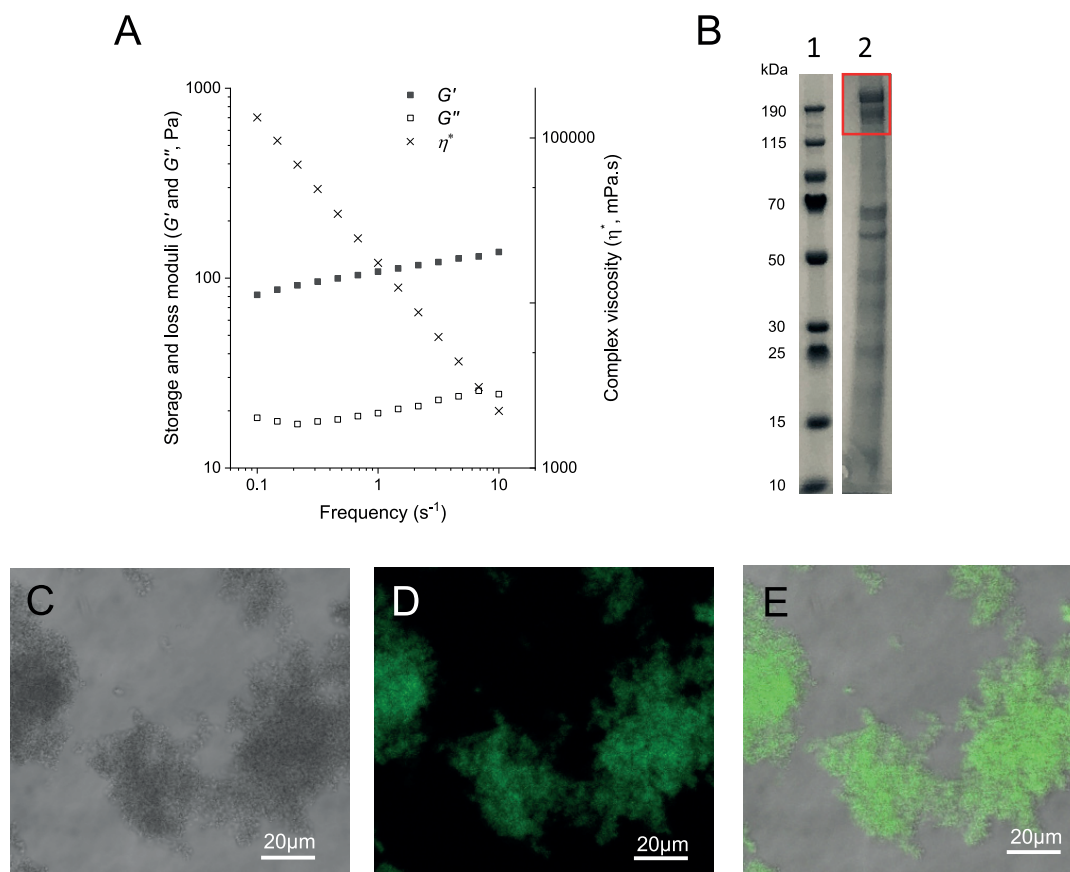 A
Storage and loss moduli (G' and G'', Pa)
1000
100
10
0.1
1
10
Frequency (s⁻¹)
G'
G''
η*
100000
1000
Complex viscosity (η*, mPa.s)
B
1
2
kDa
190
115
70
50
30
25
15
10
C
20µm
D
20µm
E
20µm